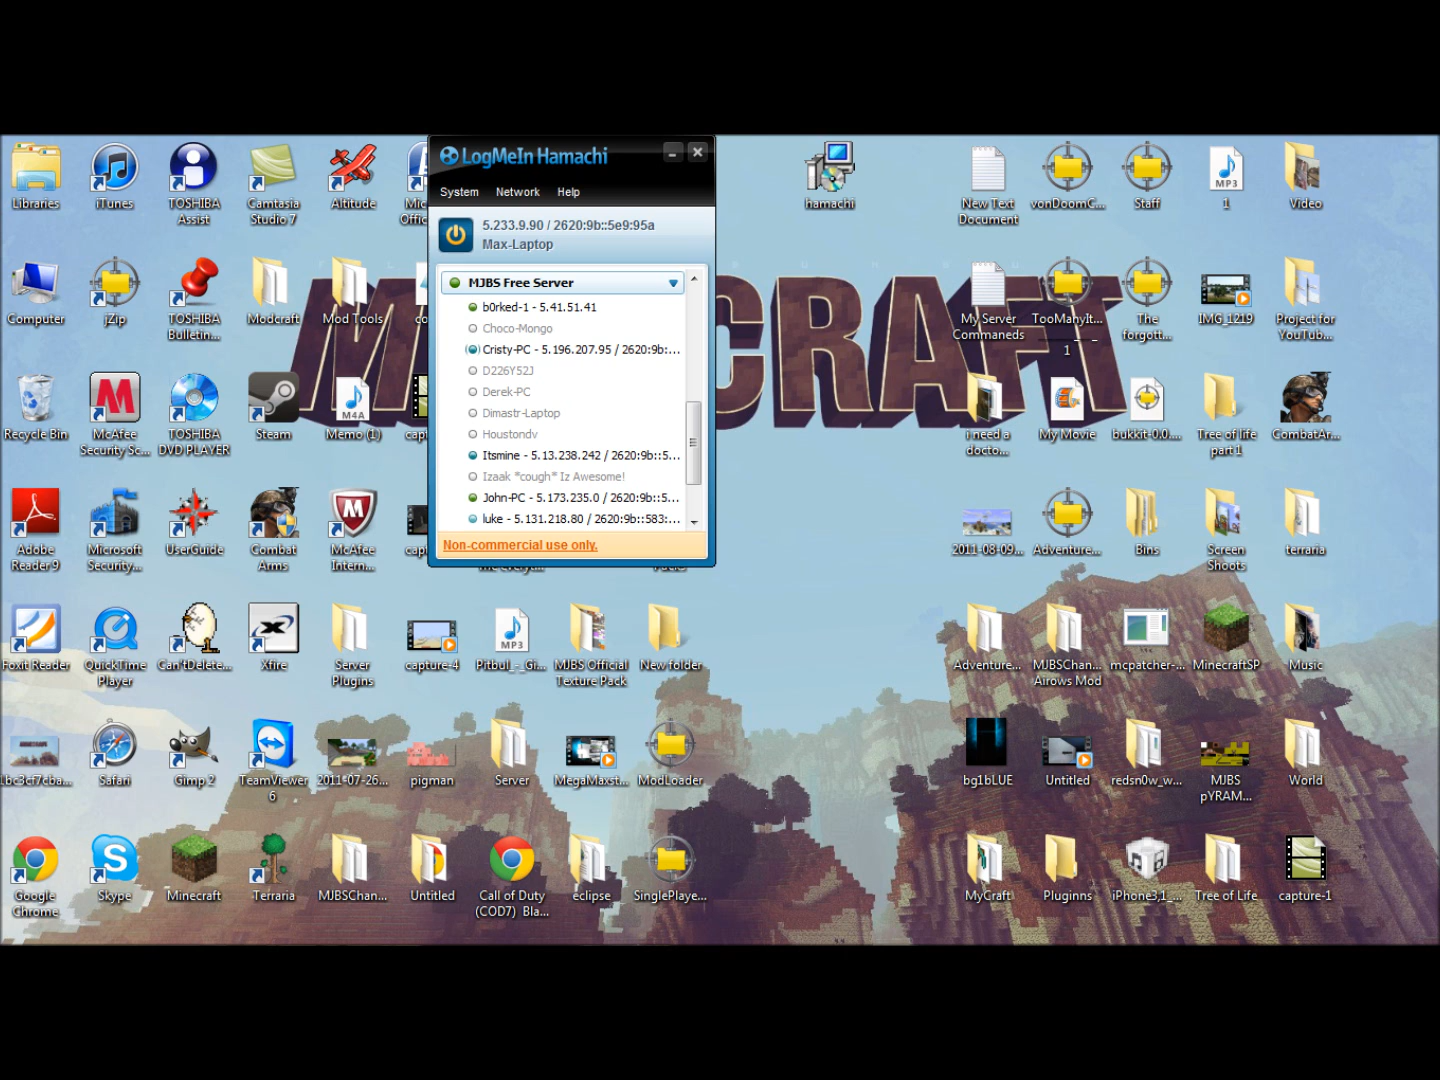 LogMeIn Hamachi
System Network Help
5.233.9.90 / 2620:9b::5e9:95a
Max-Laptop
MJBS Free Server
b0rked-1 - 5.41.51.41
Choco-Mongo
Cristy-PC - 5.196.207.95 / 2620:9b:...
D226Y52J
Derek-PC
Dimastr-Laptop
Houstondv
Itsmine - 5.13.238.242 / 2620:9b::5...
Izaak *cough* Iz Awesome!
John-PC - 5.173.235.0 / 2620:9b::5...
luke - 5.131.218.80 / 2620:9b::583:...
Non-commercial use only.
Libraries
iTunes
TOSHIBA
Assist
Camtasia
Studio 7
Altitude
hamachi
New Text
Document
vonDoomC...
Staff
MP3
1
Video
Computer
jZip
TOSHIBA
Bulletin...
Modcraft
Mod Tools
CRAFT
My Server
Commaneds
TooManyIt...
1
The
forgott...
IMG_1219
Project for
YouTub...
Recycle Bin
McAfee
Security Sc...
TOSHIBA
DVD PLAYER
Steam
M4A
Memo (1)
i need a
docto...
My Movie
bukkit-0.0....
Tree of life
part 1
CombatAr...
Adobe
Reader 9
Microsoft
Security...
UserGuide
Combat
Arms
McAfee
Intern...
2011-08-09...
Adventure...
Bins
Screen
Shoots
terraria
Foxit Reader
QuickTime
Player
Can'tDelete...
Xfire
Server
Plugins
capture-4
MP3
Pitbul_-_Gi...
MJBS Official
Texture Pack
New folder
Adventure...
MJBSChan...
Airows Mod
mcpatcher-...
MinecraftSP
Music
1bc3cf7cba...
Safari
Gimp 2
TeamViewer
6
2011-07-26...
pigman
Server
MegaMaxst...
ModLoader
bg1bLUE
Untitled
redsn0w_w...
MJBS
pYRAM...
World
Google
Chrome
Skype
Minecraft
Terraria
MJBSChan...
Untitled
Call of Duty
(COD7) Bla...
eclipse
SinglePlaye...
MyCraft
Pluginns
iPhone3,1_...
Tree of Life
capture-1